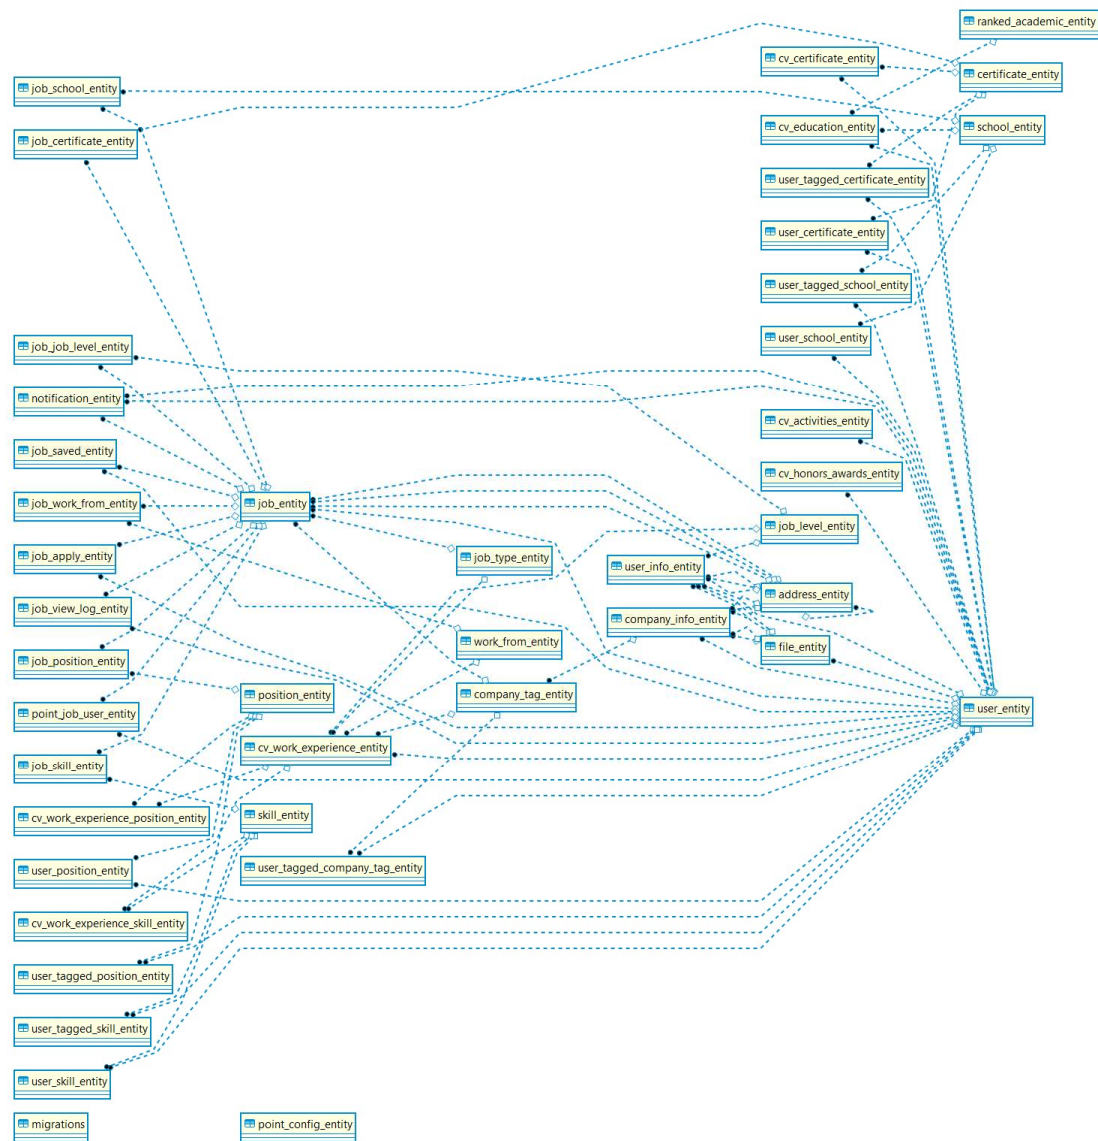 ranked_academic_entity
cv_certificate_entity
certificate_entity
job_school_entity
cv_education_entity
school_entity
job_certificate_entity
user_tagged_certificate_entity
user_certificate_entity
user_tagged_school_entity
user_school_entity
job_job_level_entity
notification_entity
cv_activities_entity
job_saved_entity
cv_honors_awards_entity
job_work_from_entity
job_entity
job_level_entity
job_apply_entity
job_type_entity
user_info_entity
address_entity
job_view_log_entity
company_info_entity
work_from_entity
file_entity
job_position_entity
position_entity
company_tag_entity
user_entity
point_job_user_entity
cv_work_experience_entity
job_skill_entity
cv_work_experience_position_entity
skill_entity
user_position_entity
user_tagged_company_tag_entity
cv_work_experience_skill_entity
user_tagged_position_entity
user_tagged_skill_entity
user_skill_entity
migrations
point_config_entity